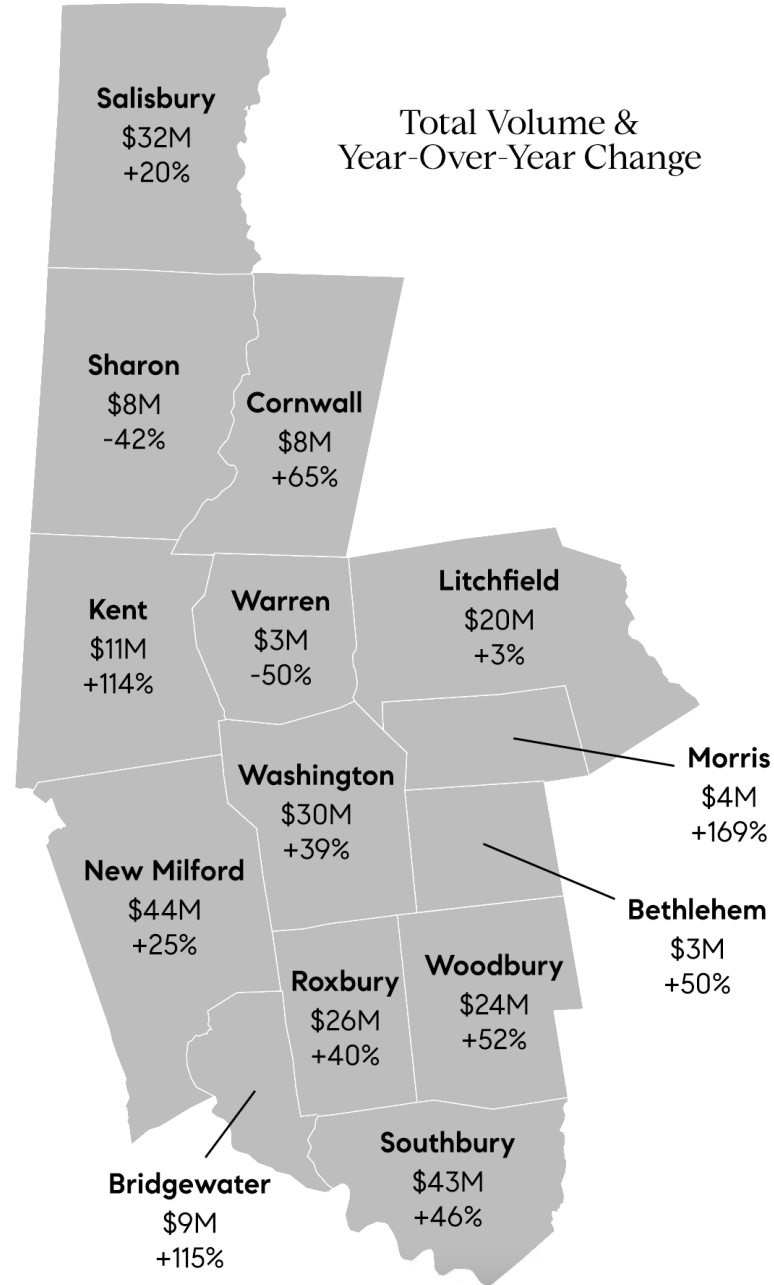 Total Volume &
Year-Over-Year Change
Salisbury
$32M
+20%
Sharon
$8M
-42%
Cornwall
$8M
+65%
Litchfield
$20M
+3%
Kent
$11M
+114%
Warren
$3M
-50%
Morris
$4M
+169%
Washington
$30M
+39%
New Milford
$44M
+25%
Bethlehem
$3M
+50%
Roxbury
$26M
+40%
Woodbury
$24M
+52%
Southbury
$43M
+46%
Bridgewater
$9M
+115%